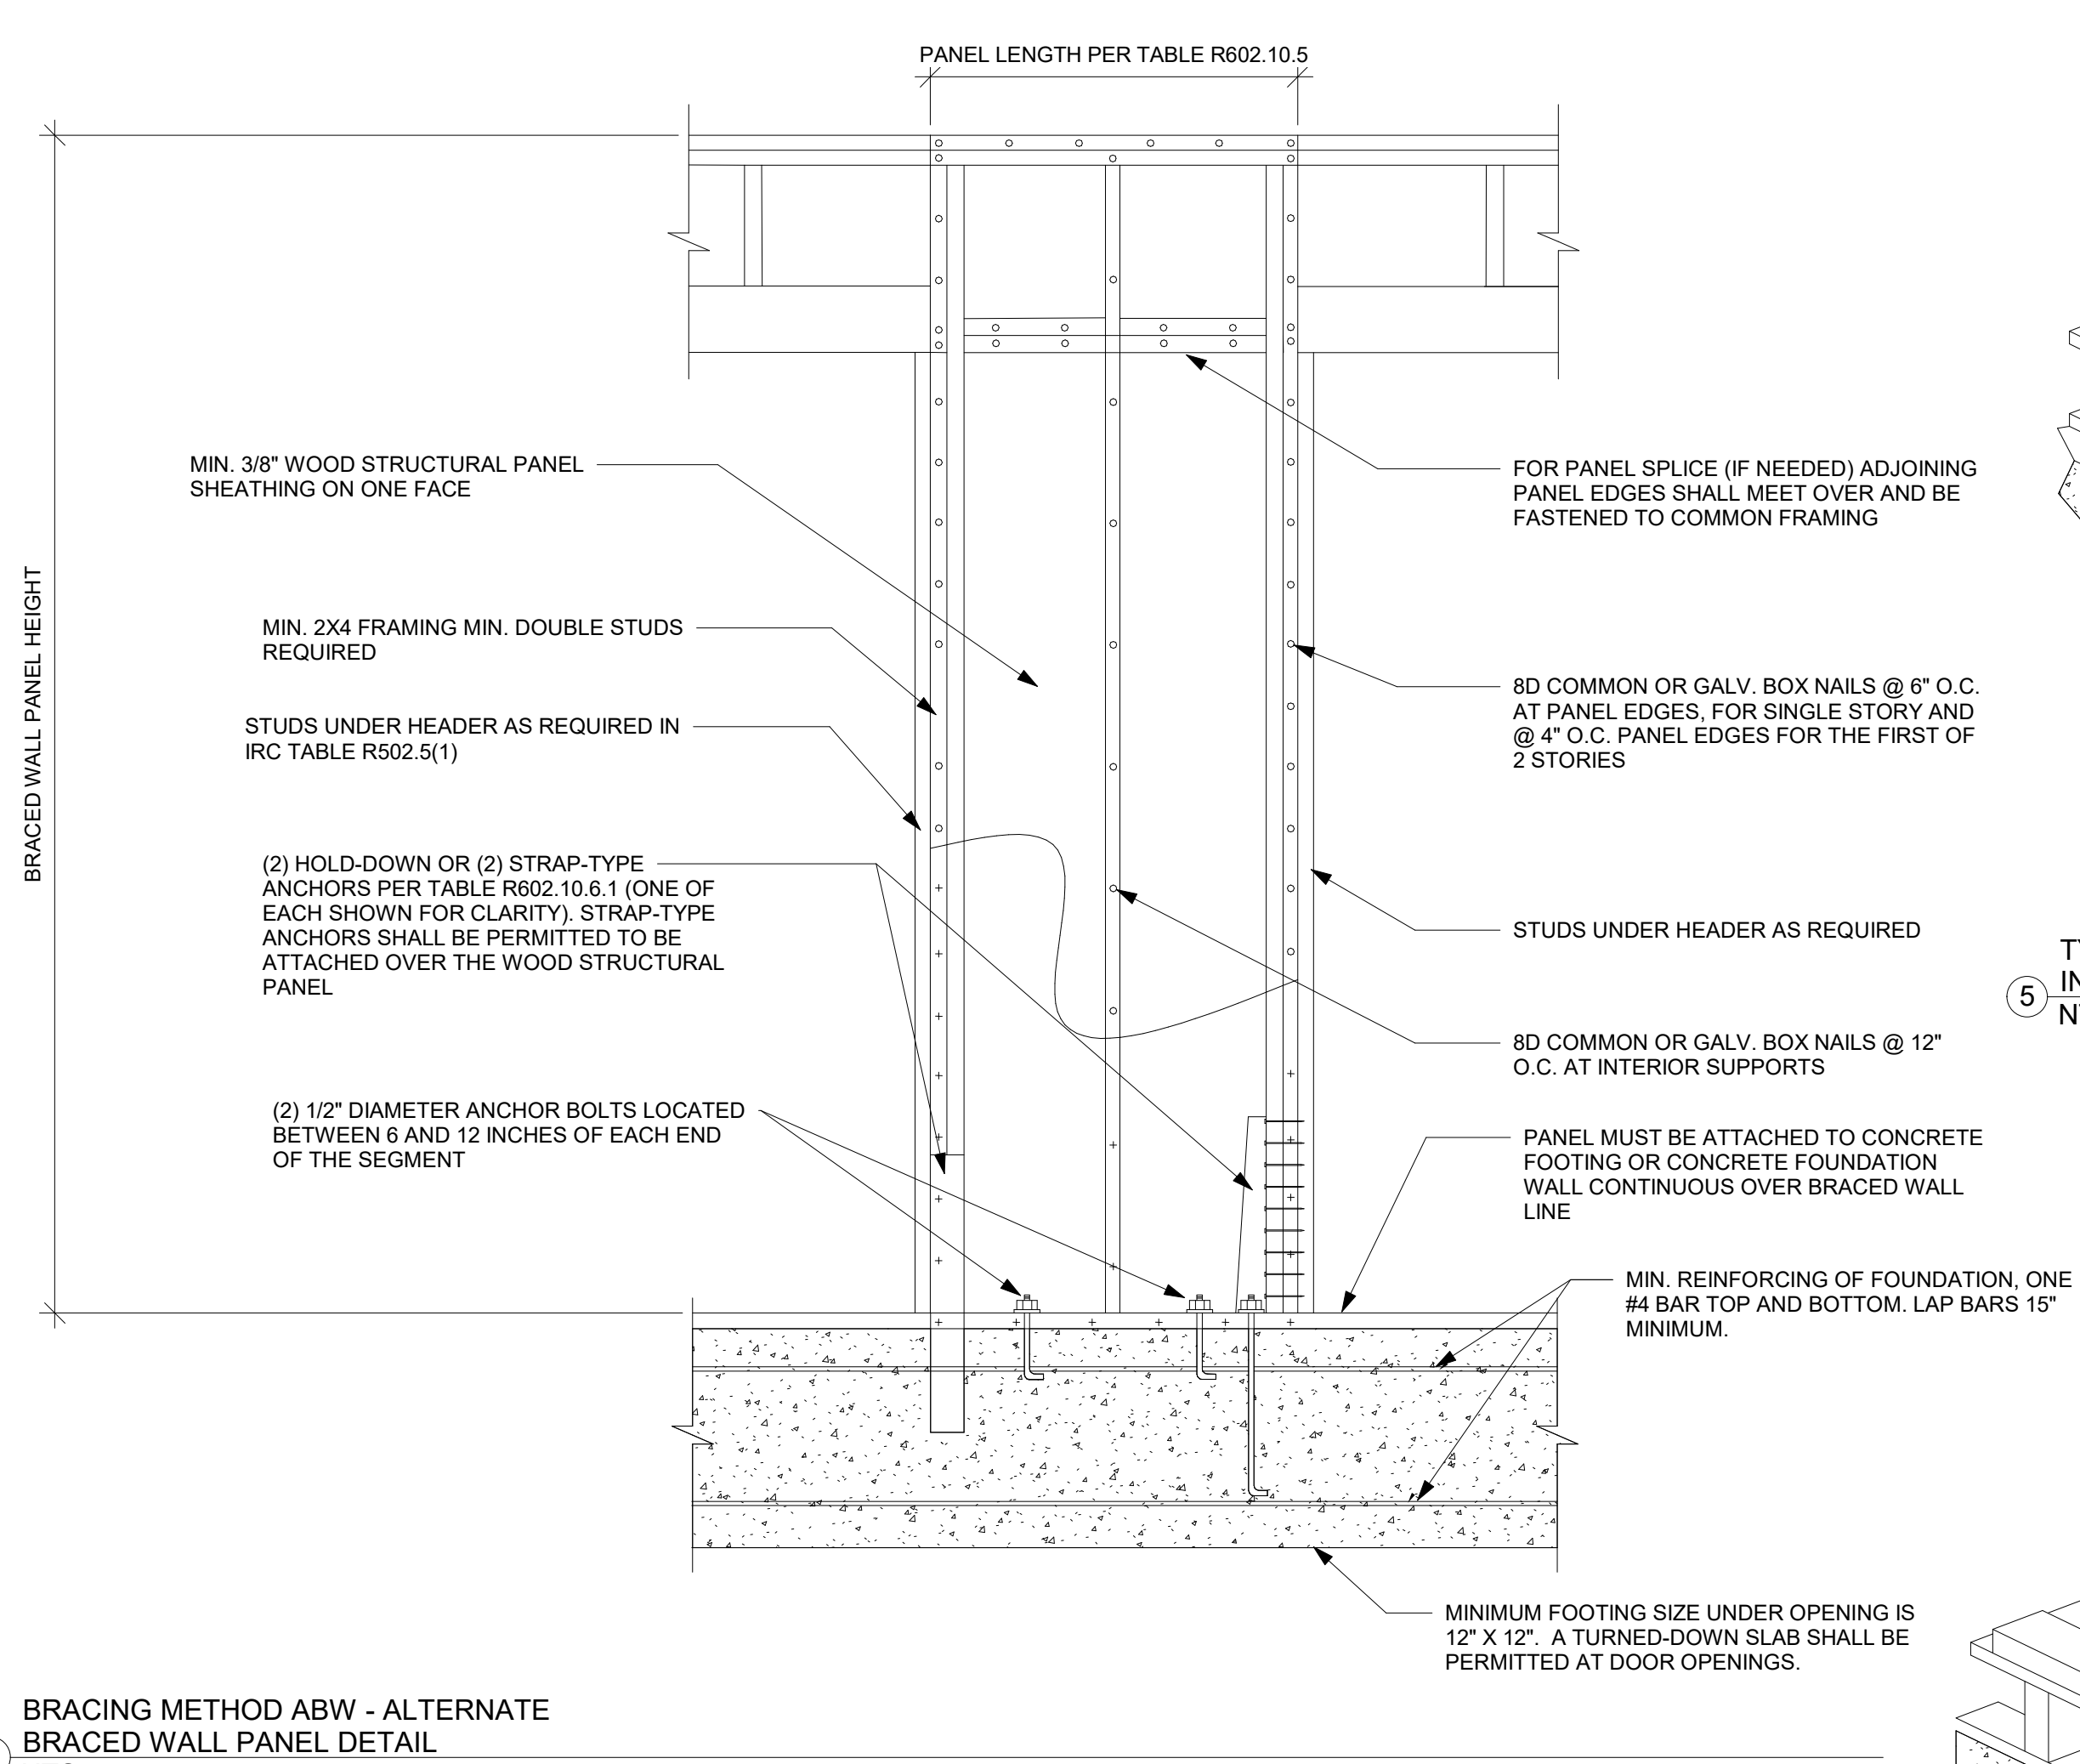 PANEL LENGTH PER TABLE R602.10.5
BRACED WALL PANEL HEIGHT
MIN. 3/8" WOOD STRUCTURAL PANEL
SHEATHING ON ONE FACE
MIN. 2X4 FRAMING MIN. DOUBLE STUDS
REQUIRED
STUDS UNDER HEADER AS REQUIRED IN
IRC TABLE R502.5(1)
(2) HOLD-DOWN OR (2) STRAP-TYPE
ANCHORS PER TABLE R602.10.6.1 (ONE OF
EACH SHOWN FOR CLARITY). STRAP-TYPE
ANCHORS SHALL BE PERMITTED TO BE
ATTACHED OVER THE WOOD STRUCTURAL
PANEL
(2) 1/2" DIAMETER ANCHOR BOLTS LOCATED
BETWEEN 6 AND 12 INCHES OF EACH END
OF THE SEGMENT
FOR PANEL SPLICE (IF NEEDED) ADJOINING
PANEL EDGES SHALL MEET OVER AND BE
FASTENED TO COMMON FRAMING
8D COMMON OR GALV. BOX NAILS @ 6" O.C.
AT PANEL EDGES, FOR SINGLE STORY AND
@ 4" O.C. PANEL EDGES FOR THE FIRST OF
2 STORIES
STUDS UNDER HEADER AS REQUIRED
8D COMMON OR GALV. BOX NAILS @ 12"
O.C. AT INTERIOR SUPPORTS
PANEL MUST BE ATTACHED TO CONCRETE
FOOTING OR CONCRETE FOUNDATION
WALL CONTINUOUS OVER BRACED WALL
LINE
MIN. REINFORCING OF FOUNDATION, ONE
#4 BAR TOP AND BOTTOM. LAP BARS 15"
MINIMUM.
MINIMUM FOOTING SIZE UNDER OPENING IS
12" X 12".  A TURNED-DOWN SLAB SHALL BE
PERMITTED AT DOOR OPENINGS.
5
BRACING METHOD ABW - ALTERNATE
BRACED WALL PANEL DETAIL